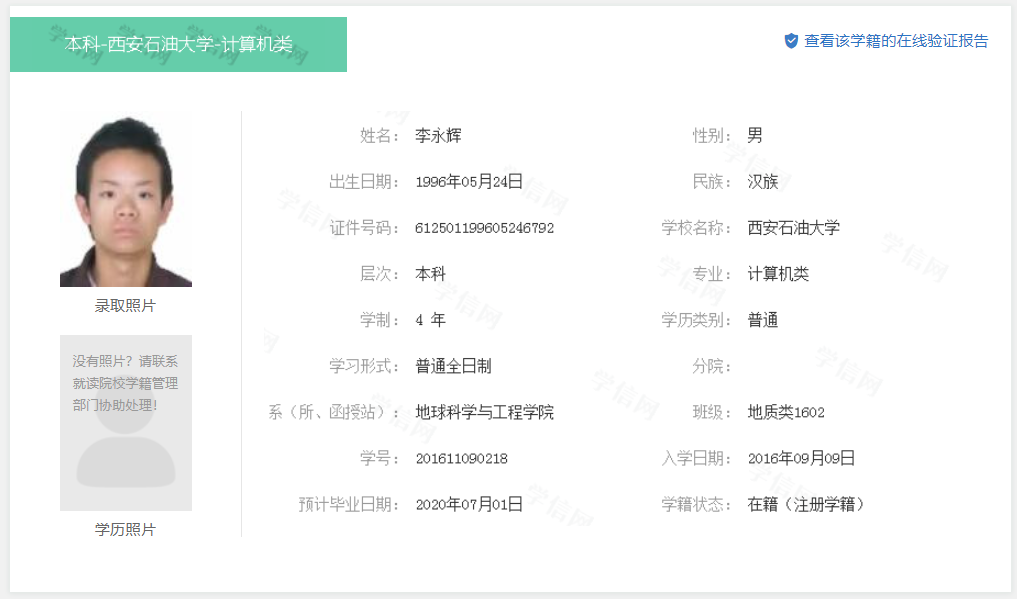 本科-西安石油大学-计算机类
查看该学籍的在线验证报告
姓名： 李永辉 性别： 男
出生日期： 1996年05月24日 民族： 汉族
证件号码： 612501199605246792 学校名称： 西安石油大学
层次： 本科 专业： 计算机类
录取照片
学制： 4 年 学历类别： 普通
没有照片？请联系
就读院校学籍管理
部门协助处理！
学习形式： 普通全日制 分院：
系（所、函授站）： 地球科学与工程学院 班级： 地质类1602
学号： 201611090218 入学日期： 2016年09月09日
预计毕业日期： 2020年07月01日 学籍状态： 在籍（注册学籍）
学历照片
学信网